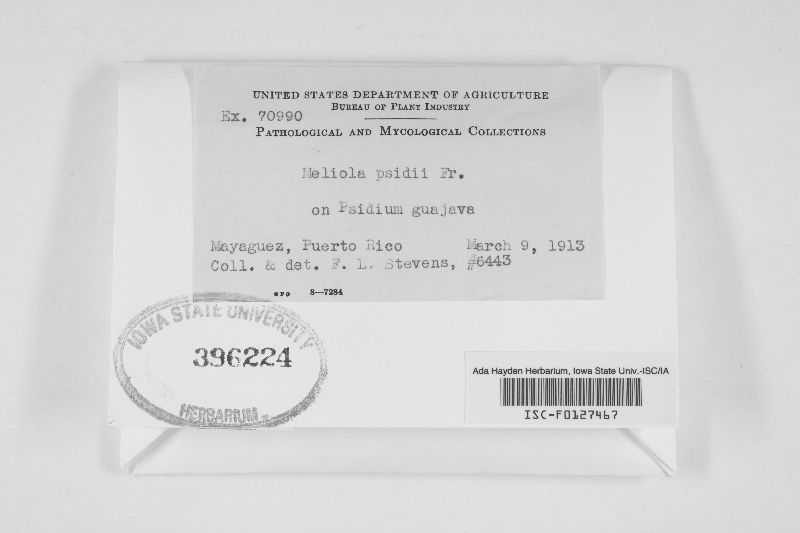 UNITED STATES DEPARTMENT OF AGRICULTURE
BUREAU OF PLANT INDUSTRY
Ex. 70990
PATHOLOGICAL AND MYCOLOGICAL COLLECTIONS
Meliola psidii Fr.
on Psidium guajava
Mayaguez, Puerto Rico March 9, 1913
Coll. & det. F. L. Stevens, #6443
GPO 8—7284
IOWA STATE UNIVERSITY
396224
HERBARIUM
Ada Hayden Herbarium, Iowa State Univ.-ISC/IA
ISC-F0127467